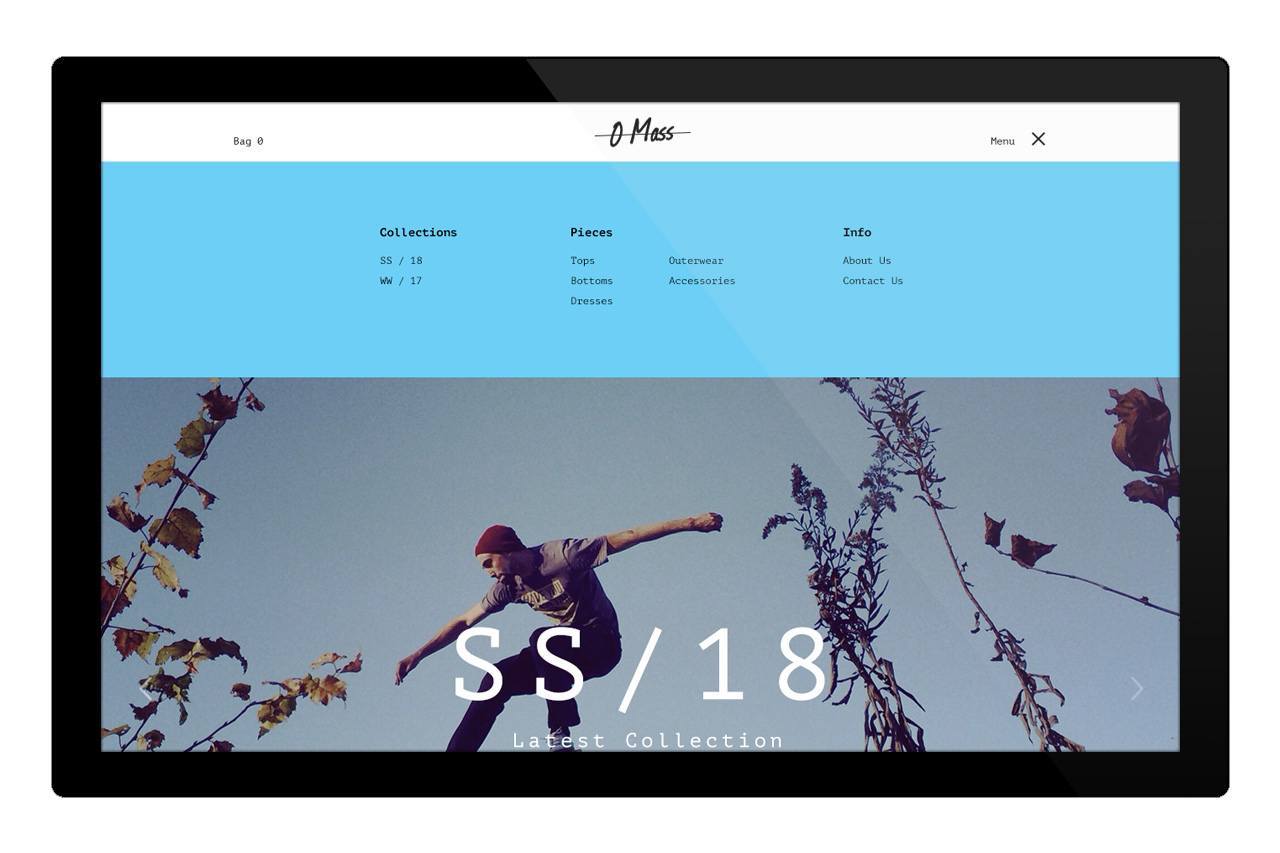 Bag 0
O Mass
Menu
Collections
SS / 18
WW / 17
Pieces
Tops
Bottoms
Dresses
Outerwear
Accessories
Info
About Us
Contact Us
SS/18
Latest Collection